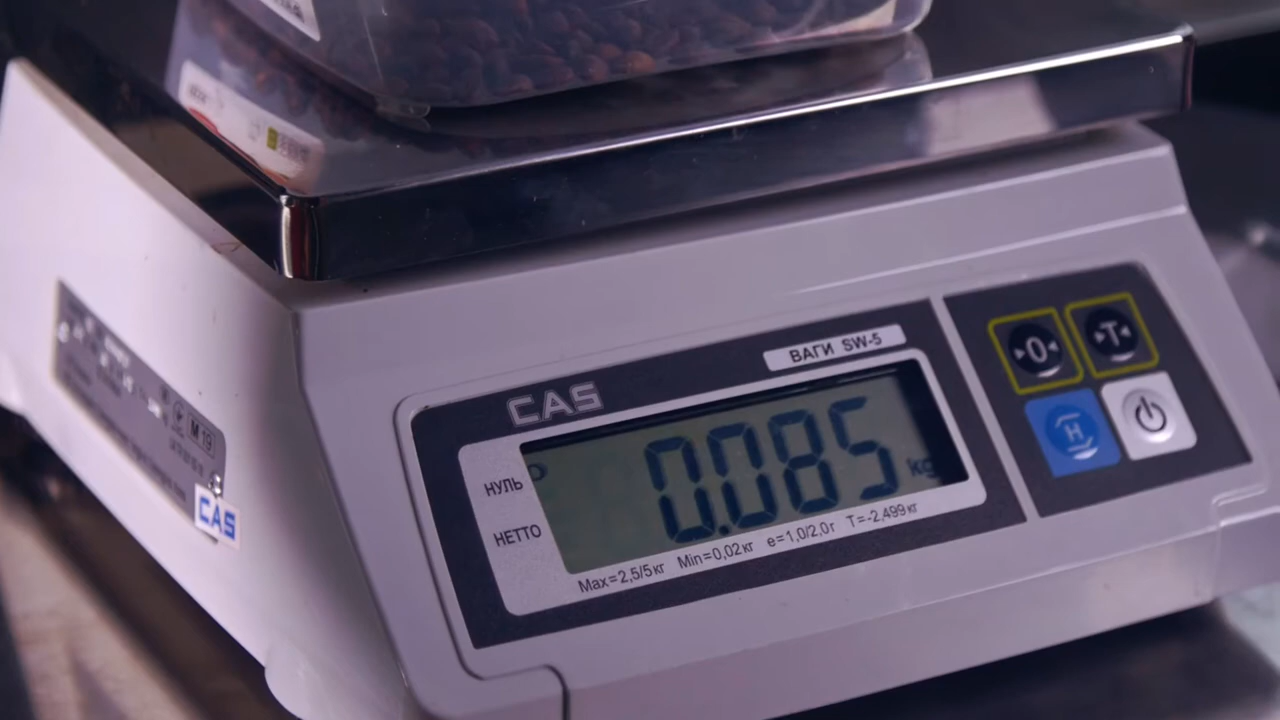 ВАГИ SW-5
CAS
0.085 kg
НУЛЬ
НЕТТО
Max=2,5/5кг Min=0,02кг e=1,0/2,0г T=-2,499кг
0
T
H
M 19
CAS